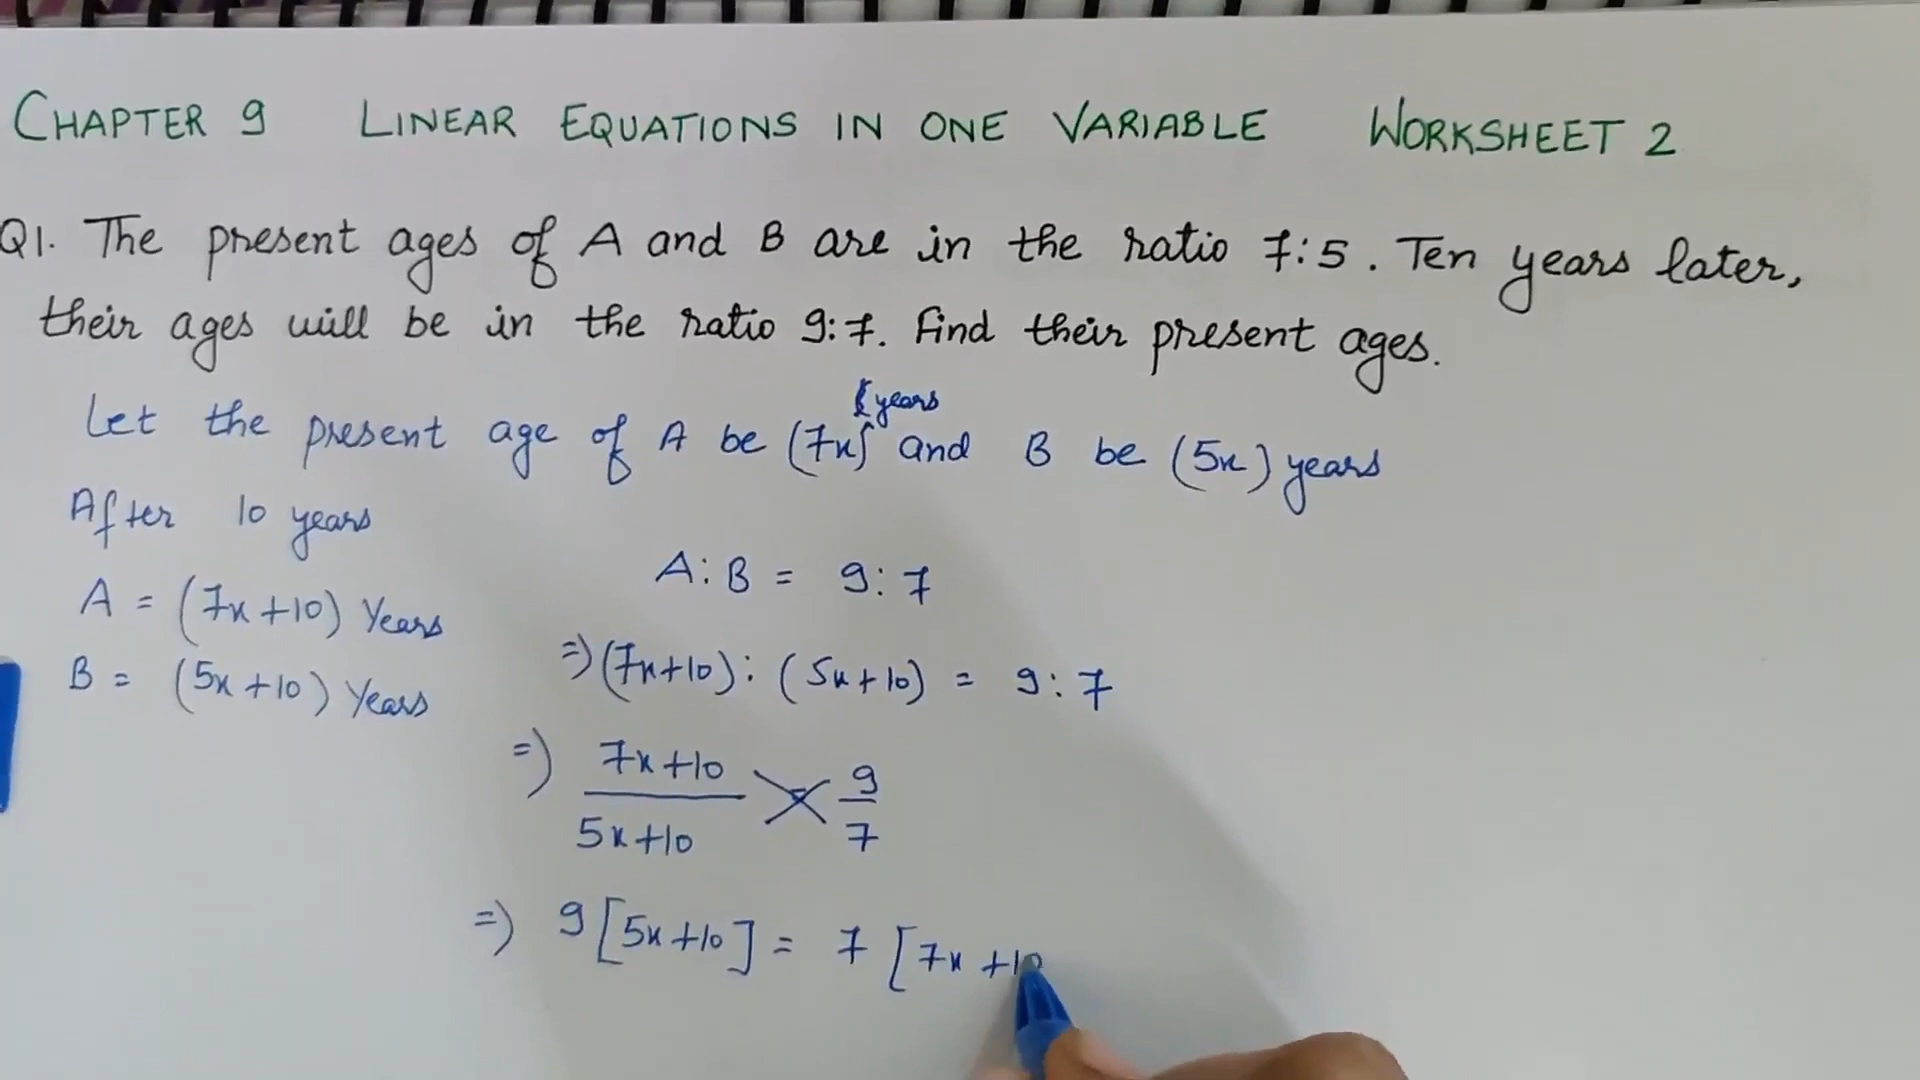 CHAPTER 9 LINEAR EQUATIONS IN ONE VARIABLE WORKSHEET 2
Q1. The present ages of A and B are in the ratio 7:5. Ten years later,
their ages will be in the ratio 9:7. Find their present ages.
Let the present age of A be (7x) years and B be (5x) years
After 10 years
A = (7x+10) Years
B = (5x+10) Years
A:B = 9:7
=> (7x+10) : (5x+10) = 9:7
=> 7x+10 / 5x+10 = 9 / 7
=> 9[5x+10] = 7[7x+10